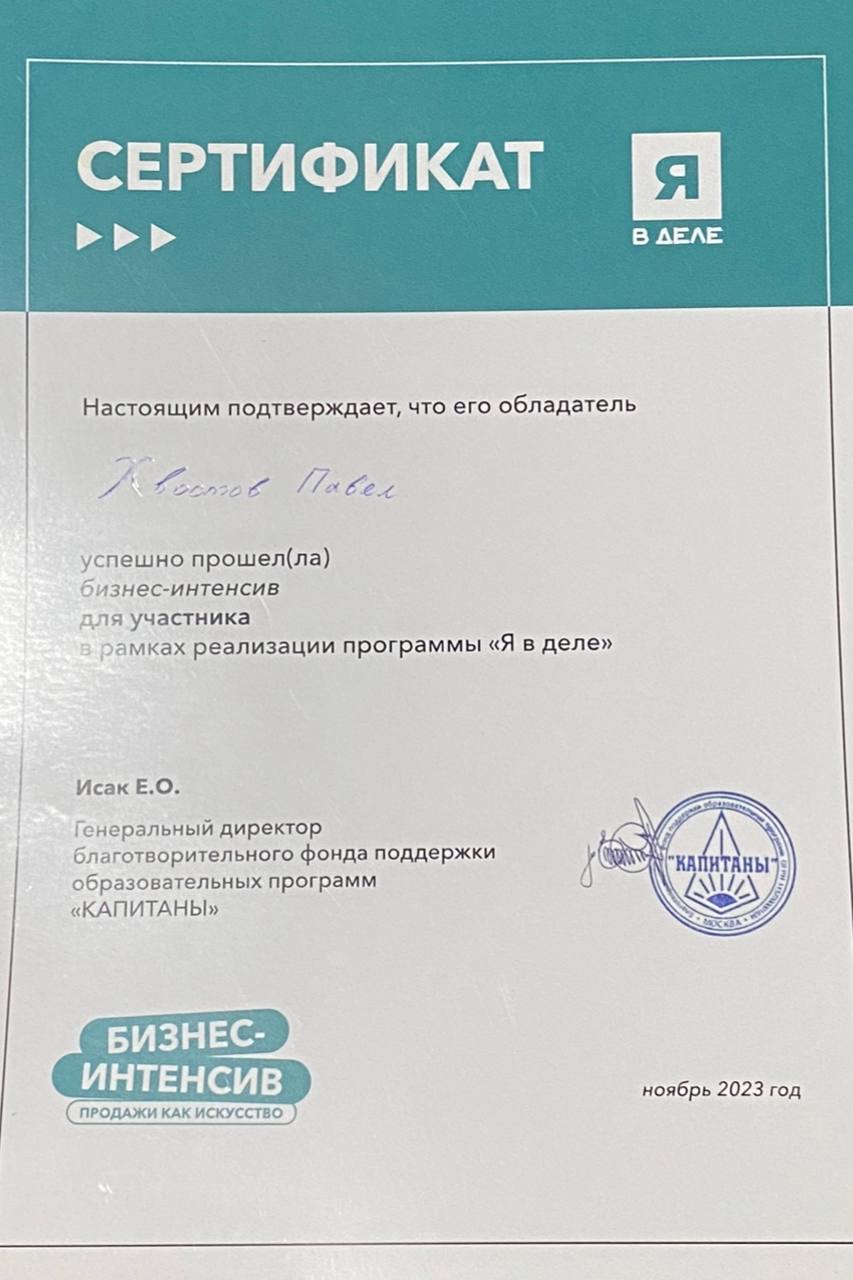 СЕРТИФИКАТ
Я
В ДЕЛЕ
Настоящим подтверждает, что его обладатель
Хвостов Павел
успешно прошел(ла)
бизнес-интенсив
для участника
в рамках реализации программы «Я в деле»
Исак Е.О.
Генеральный директор
благотворительного фонда поддержки
образовательных программ
«КАПИТАНЫ»
"КАПИТАНЫ"
МОСКВА
БИЗНЕС-
ИНТЕНСИВ
ПРОДАЖИ КАК ИСКУССТВО
ноябрь 2023 год